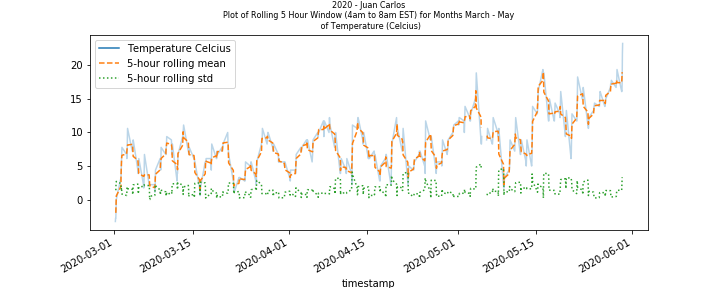 2020 - Juan Carlos
Plot of Rolling 5 Hour Window (4am to 8am EST) for Months March - May
of Temperature (Celcius)
Temperature Celcius
5-hour rolling mean
5-hour rolling std
20
15
10
5
0
2020-03-01
2020-03-15
2020-04-01
2020-04-15
2020-05-01
2020-05-15
2020-06-01
timestamp